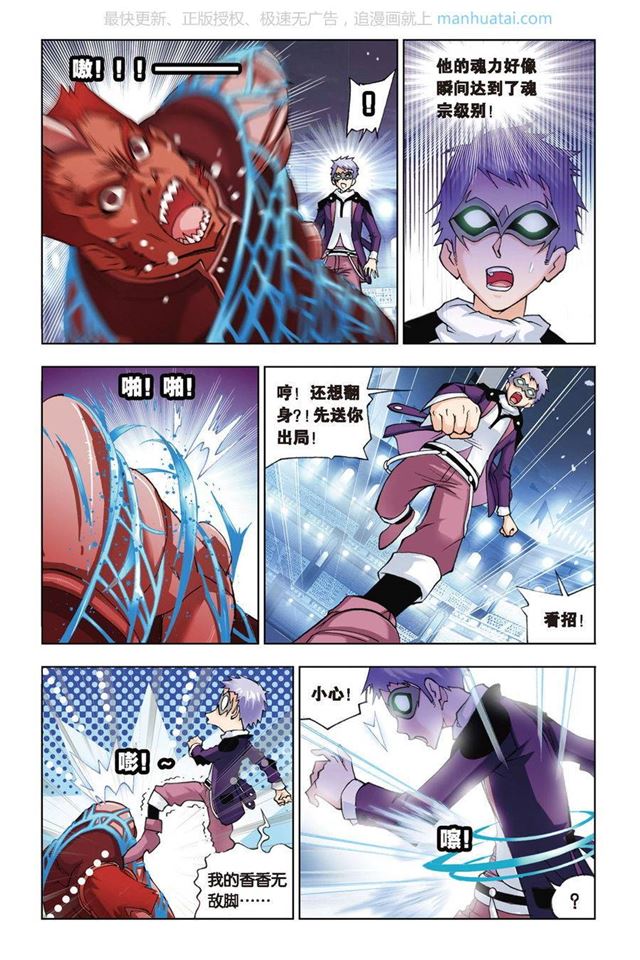 最快更新、正版授权、极速无广告，追漫画就上 manhuatai.com
嗷！！！————
！
他的魂力好像
瞬间达到了魂
宗级别！
啪！啪！
哼！还想翻
身？！先送你
出局！
看招！
嘭！~
我的香香无
敌脚……
小心！
嚓！
？